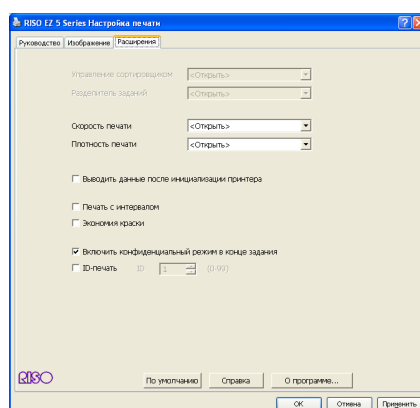 RISO EZ 5 Series Настройка печати
Руководство Изображение Расширения
Управление сортировщиком <Открыть>
Разделитель заданий <Открыть>
Скорость печати <Открыть>
Плотность печати <Открыть>
Выводить данные после инициализации принтера
Печать с интервалом
Экономия краски
Включить конфиденциальный режим в конце задания
ID-печать ID 1 (0-99)
RISO
По умолчанию Справка О программе...
ОК Отмена Применить